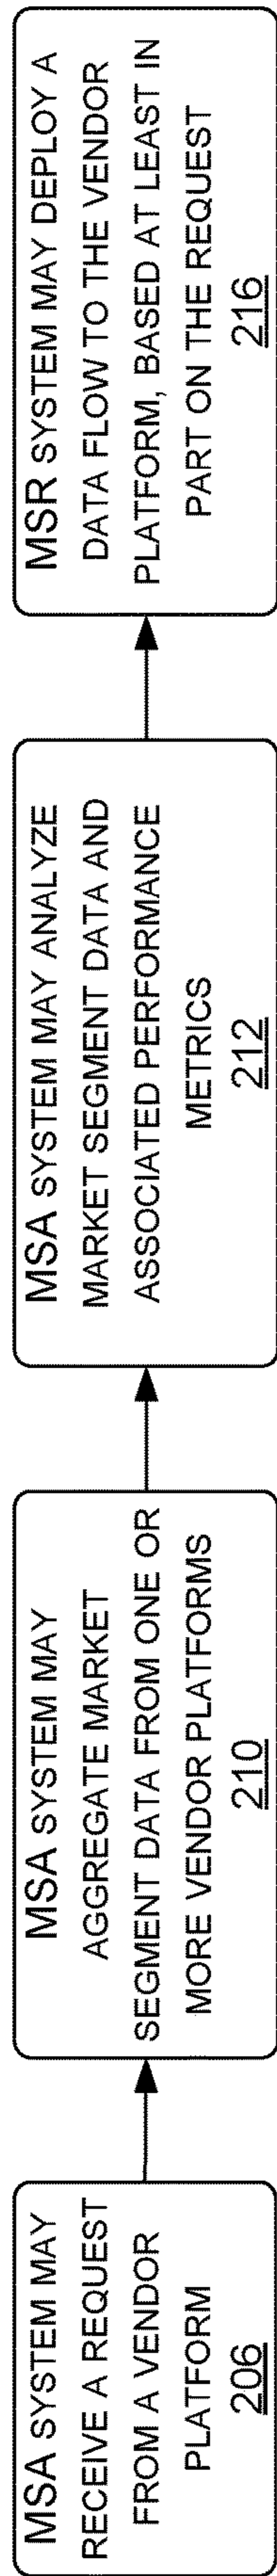 MSA SYSTEM MAY
RECEIVE A REQUEST
FROM A VENDOR
PLATFORM
206
MSA SYSTEM MAY
AGGREGATE MARKET
SEGMENT DATA FROM ONE OR
MORE VENDOR PLATFORMS
210
MSA SYSTEM MAY ANALYZE
MARKET SEGMENT DATA AND
ASSOCIATED PERFORMANCE
METRICS
212
MSR SYSTEM MAY DEPLOY A
DATA FLOW TO THE VENDOR
PLATFORM, BASED AT LEAST IN
PART ON THE REQUEST
216